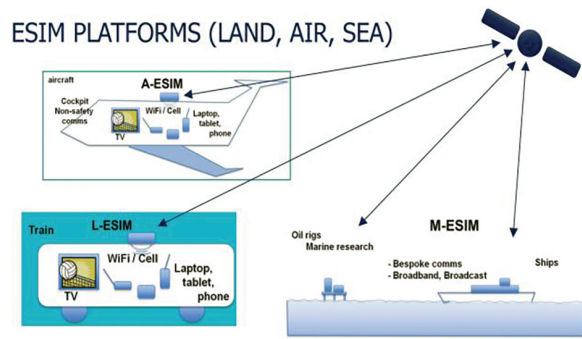 ESIM PLATFORMS (LAND, AIR, SEA)
aircraft
A-ESIM
Cockpit
Non-safety
comms
WiFi / Cell
TV
Laptop,
tablet,
phone
Train
L-ESIM
WiFi / Cell
TV
Laptop,
tablet,
phone
M-ESIM
Oil rigs
Marine research
- Bespoke comms
- Broadband, Broadcast
Ships